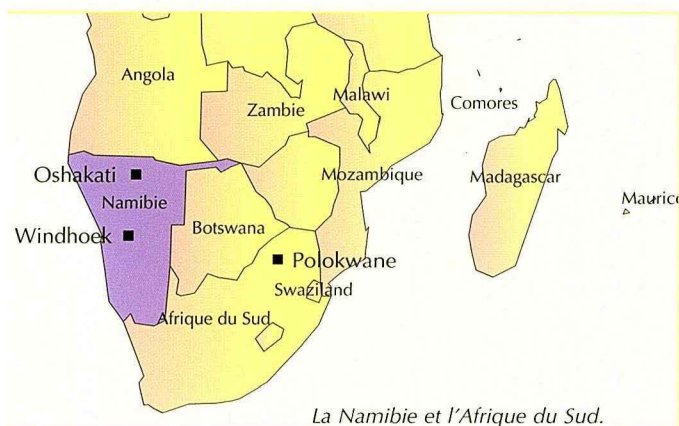 Angola
Zambie
Malawi
Comores
Oshakati
Namibie
Mozambique
Madagascar
Maurice
Windhoek
Botswana
Polokwane
Swaziland
Afrique du Sud
La Namibie et l'Afrique du Sud.